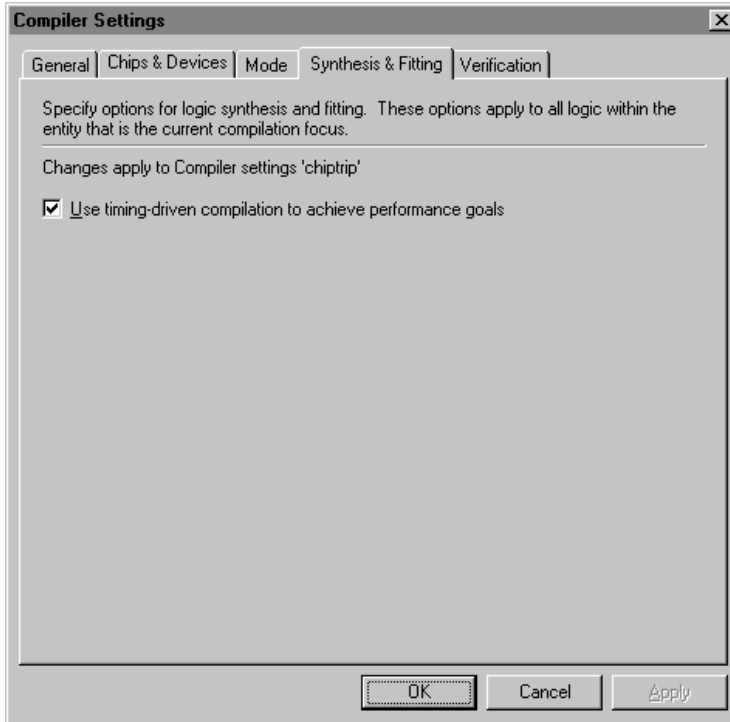 Compiler Settings
General Chips & Devices Mode Synthesis & Fitting Verification
Specify options for logic synthesis and fitting. These options apply to all logic within the
entity that is the current compilation focus.
Changes apply to Compiler settings 'chiptrip'
Use timing-driven compilation to achieve performance goals
OK Cancel Apply